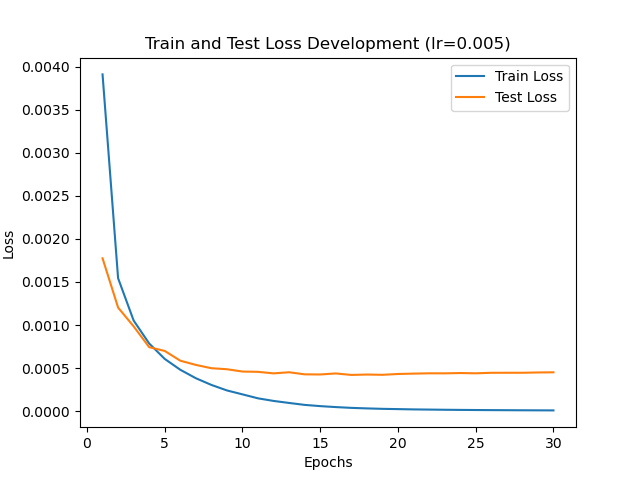 Train and Test Loss Development (lr=0.005)
Train Loss
Test Loss
0.0040
0.0035
0.0030
0.0025
0.0020
0.0015
0.0010
0.0005
0.0000
Loss
0 5 10 15 20 25 30
Epochs